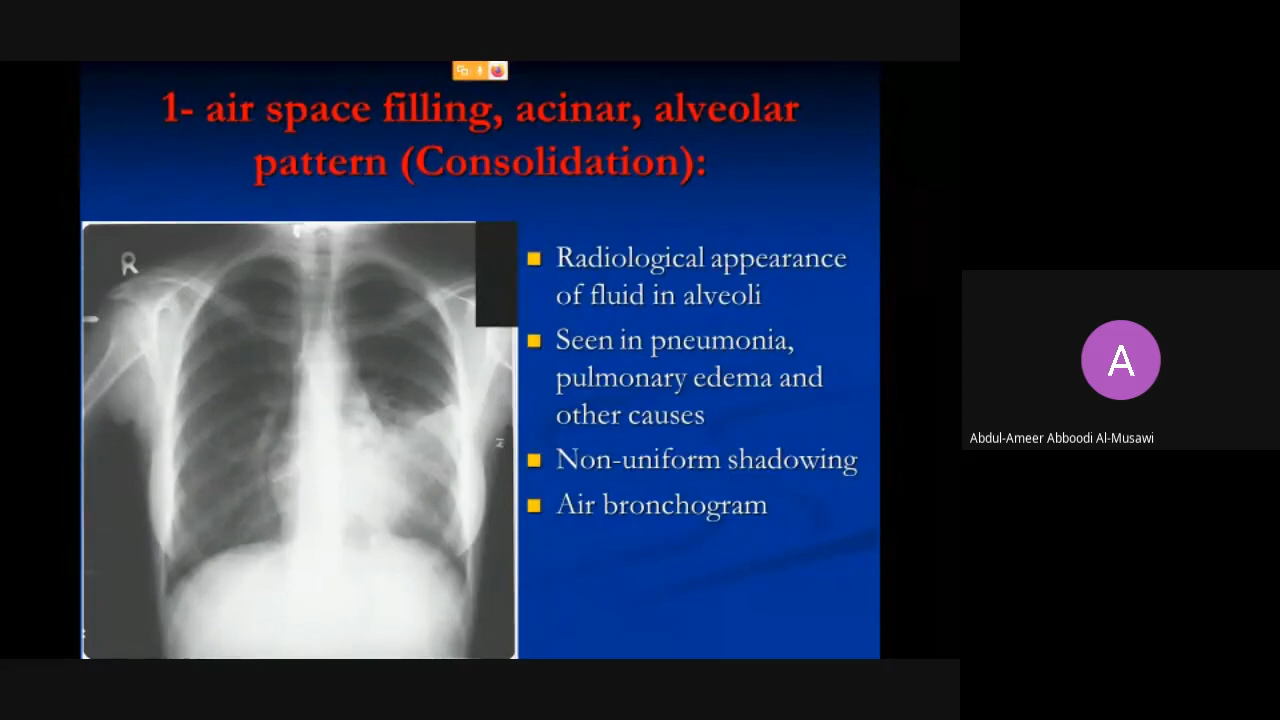 1- air space filling, acinar, alveolar
pattern (Consolidation):
R
Radiological appearance
of fluid in alveoli
Seen in pneumonia,
pulmonary edema and
other causes
Non-uniform shadowing
Air bronchogram
A
Abdul-Ameer Abboodi Al-Musawi